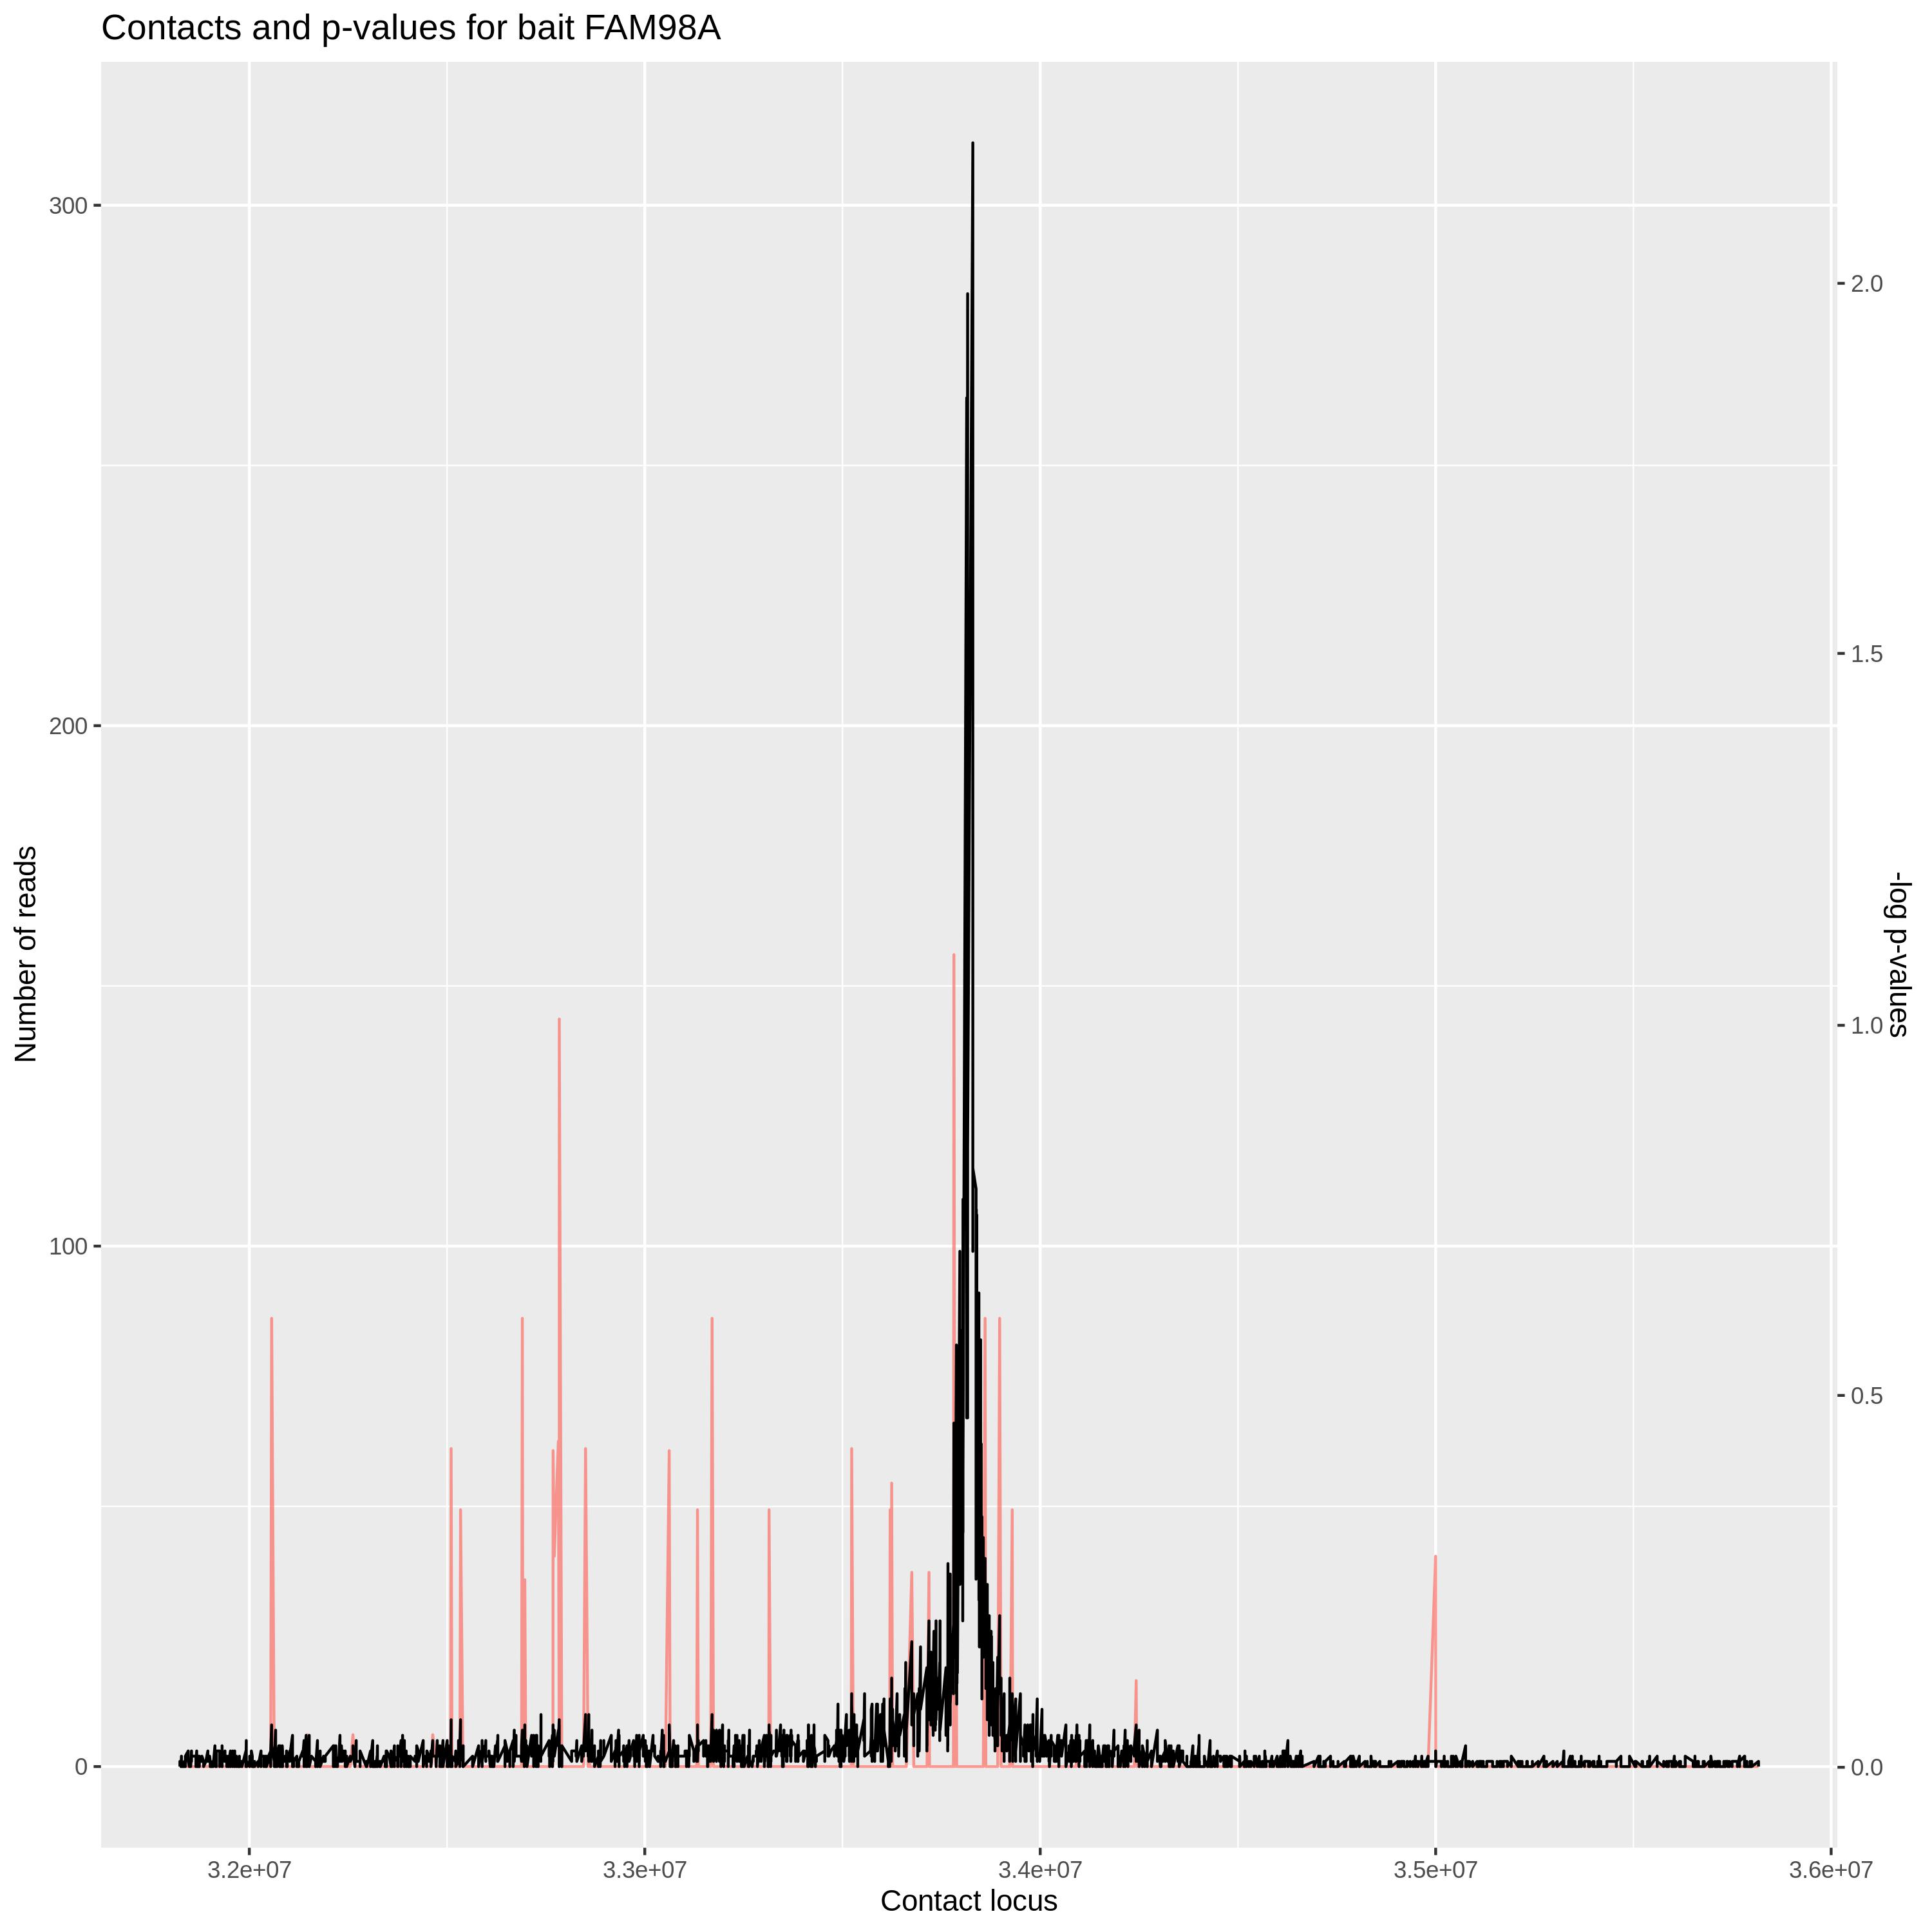 Contacts and p-values for bait FAM98A
300
200
100
0
Number of reads
2.0
1.5
1.0
0.5
0.0
-log p-values
3.2e+07
3.3e+07
3.4e+07
3.5e+07
3.6e+07
Contact locus